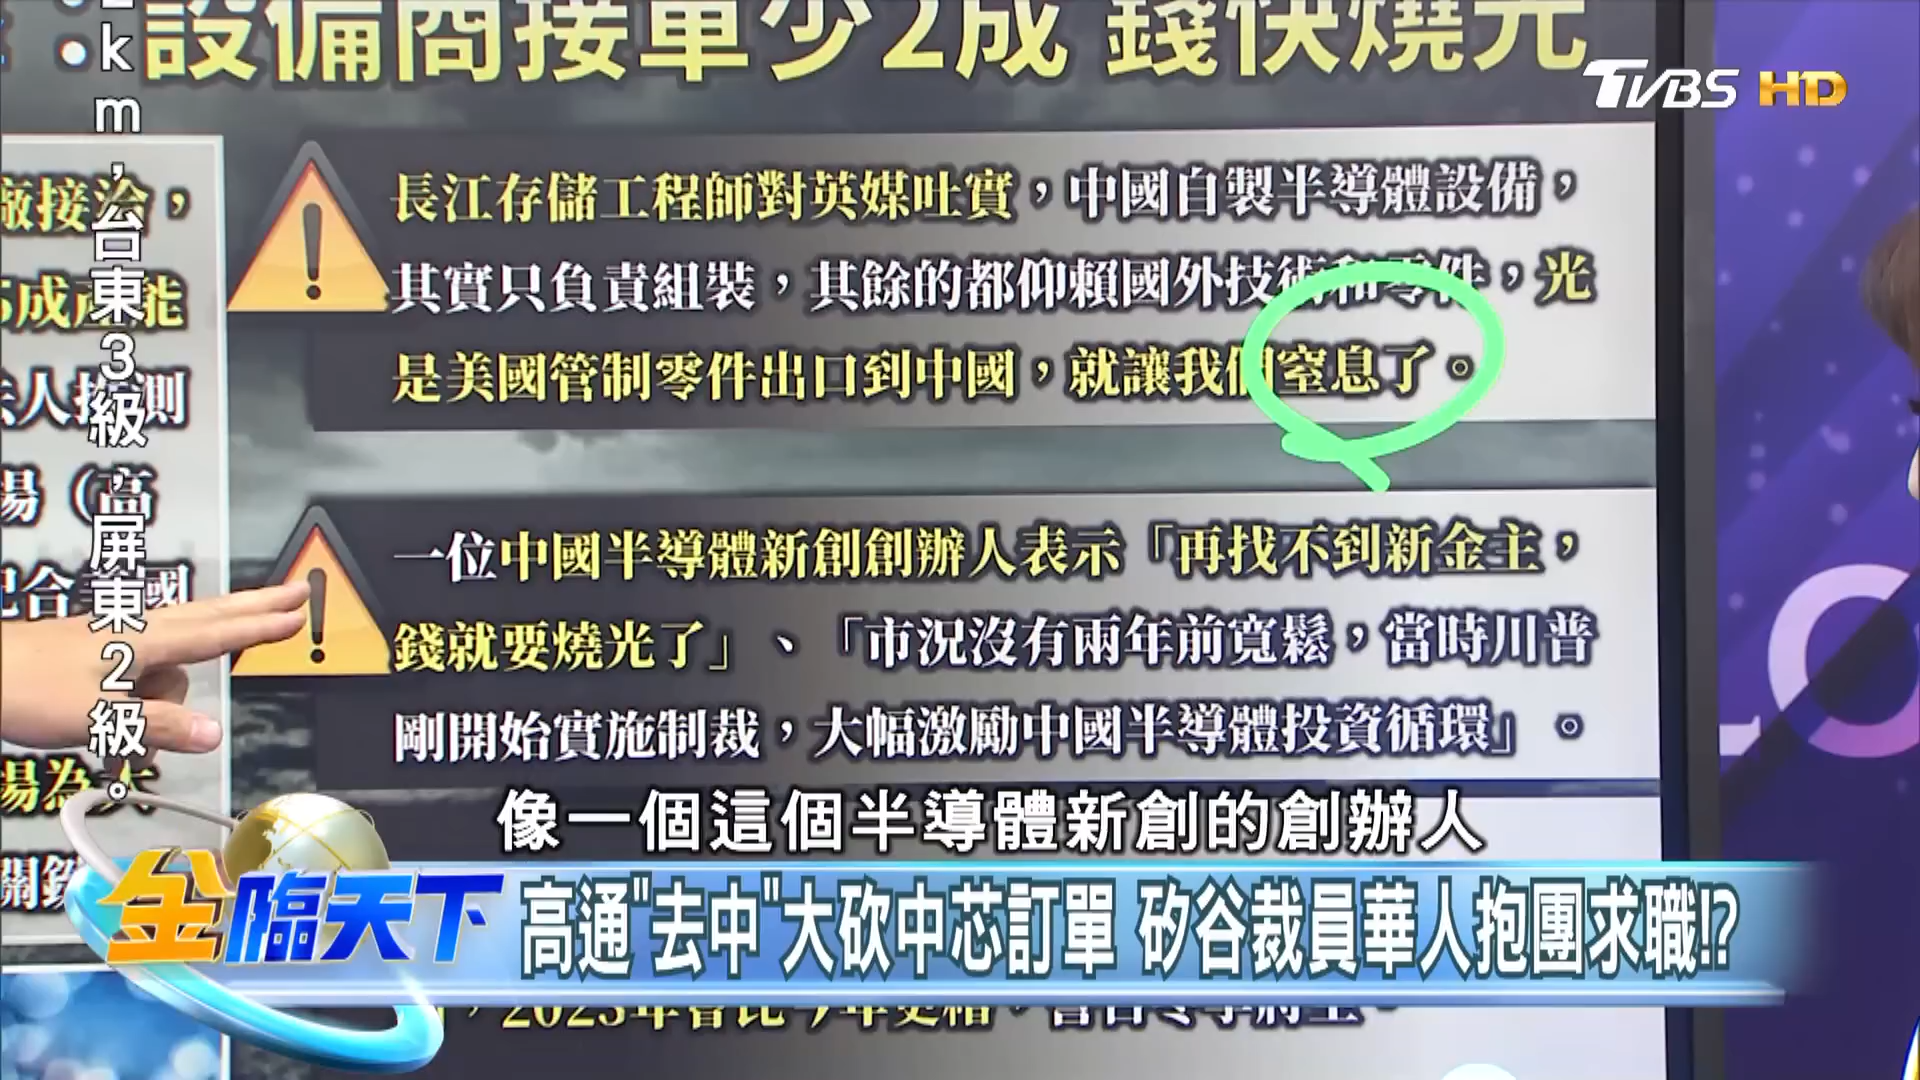 設備商接單少2成 錢快燒光
TVBS HD
km,台東3級,屏東2級。
廠接洽，
5成產能
長江存儲工程師對英媒吐實，中國自製半導體設備，
其實只負責組裝，其餘的都仰賴國外技術和零件，光
是美國管制零件出口到中國，就讓我們窒息了。
一位中國半導體新創創辦人表示「再找不到新金主，
錢就要燒光了」、「市況沒有兩年前寬鬆，當時川普
剛開始實施制裁，大幅激勵中國半導體投資循環」。
像一個這個半導體新創的創辦人
金臨天下
高通"去中"大砍中芯訂單 矽谷裁員華人抱團求職!?